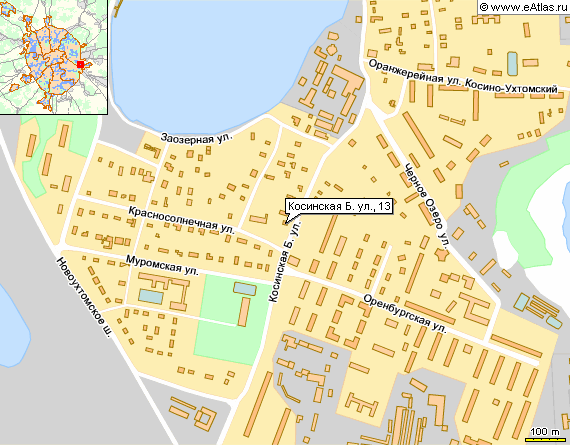 © www.eAtlas.ru
Оранжерейная ул.
Косино-Ухтомский
Заозерная ул.
Черное Озеро ул.
Косинская Б. ул., 13
Красносолнечная ул.
Косинская Б. ул.
Муромская ул.
Новоухтомское ш.
Оренбургская ул.
100 m